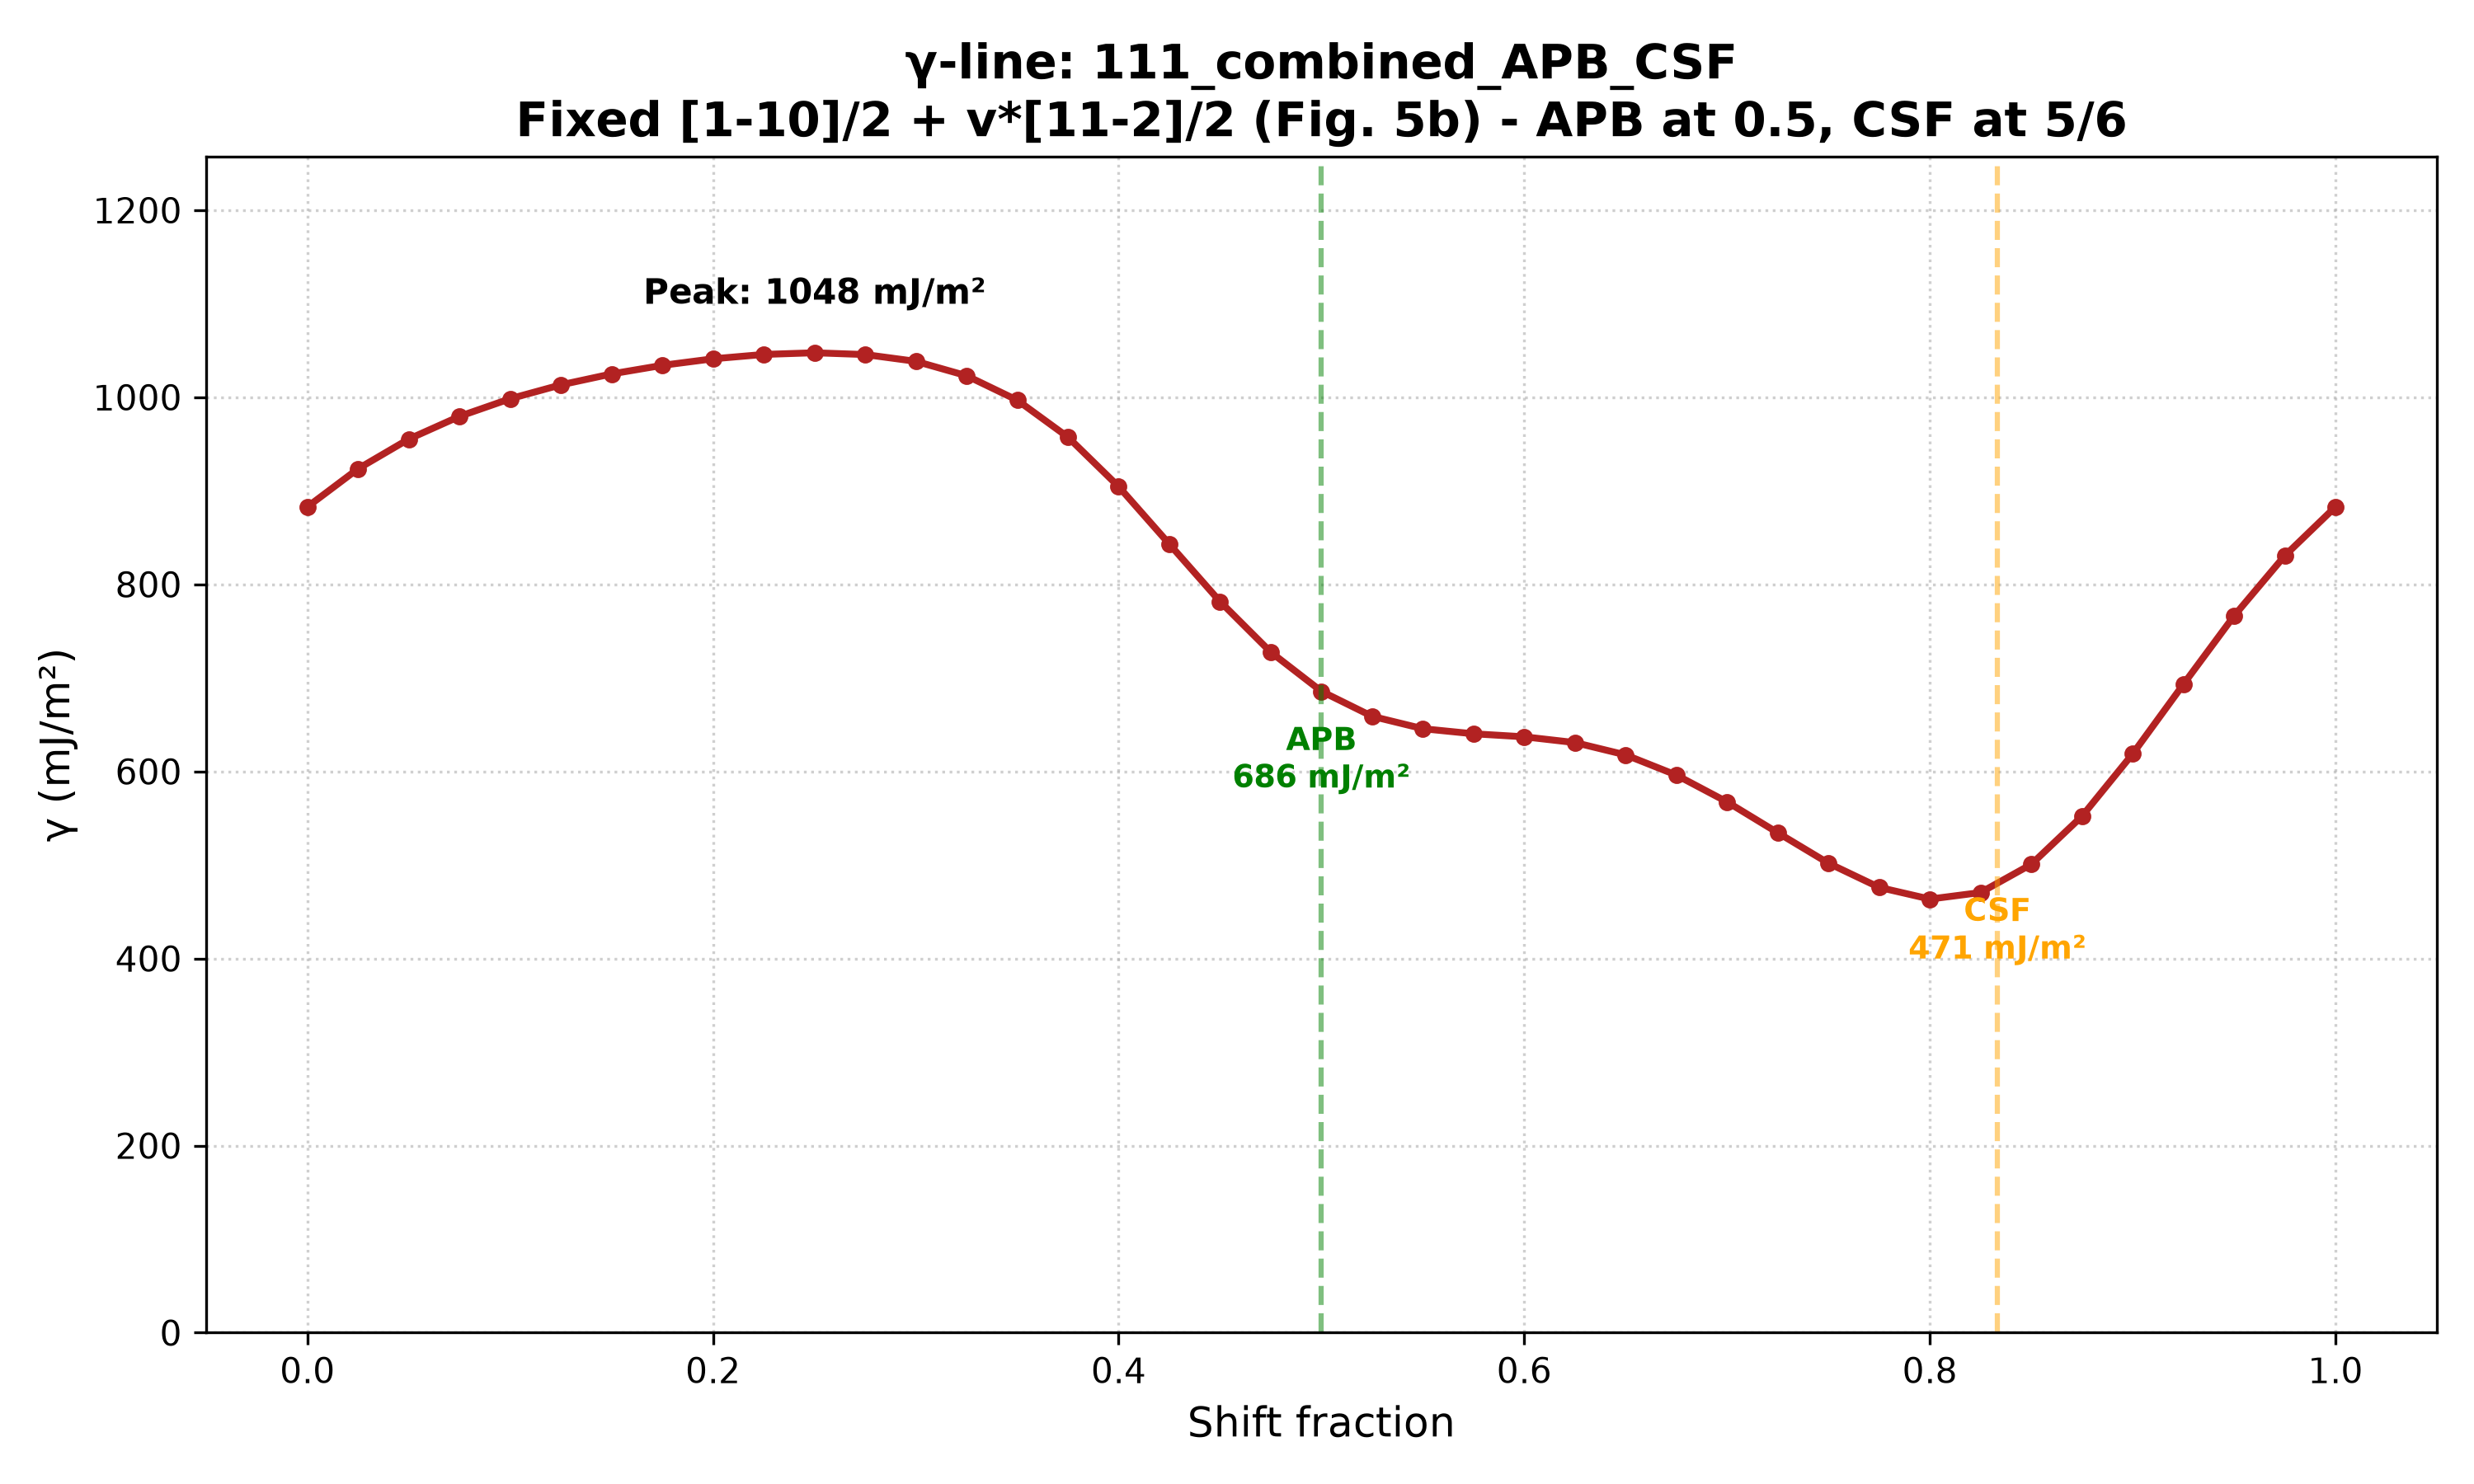 γ-line: 111_combined_APB_CSF
Fixed [1-10]/2 + v*[11-2]/2 (Fig. 5b) - APB at 0.5, CSF at 5/6
1200
1000
800
600
400
200
0
γ (mJ/m²)
Peak: 1048 mJ/m²
APB
686 mJ/m²
CSF
471 mJ/m²
0.0
0.2
0.4
0.6
0.8
1.0
Shift fraction